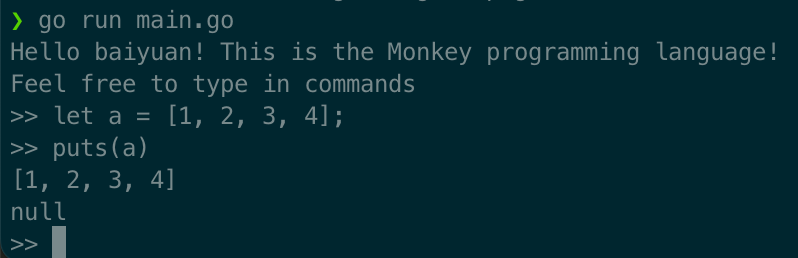 ❯ go run main.go
Hello baiyuan! This is the Monkey programming language!
Feel free to type in commands
>> let a = [1, 2, 3, 4];
>> puts(a)
[1, 2, 3, 4]
null
>>